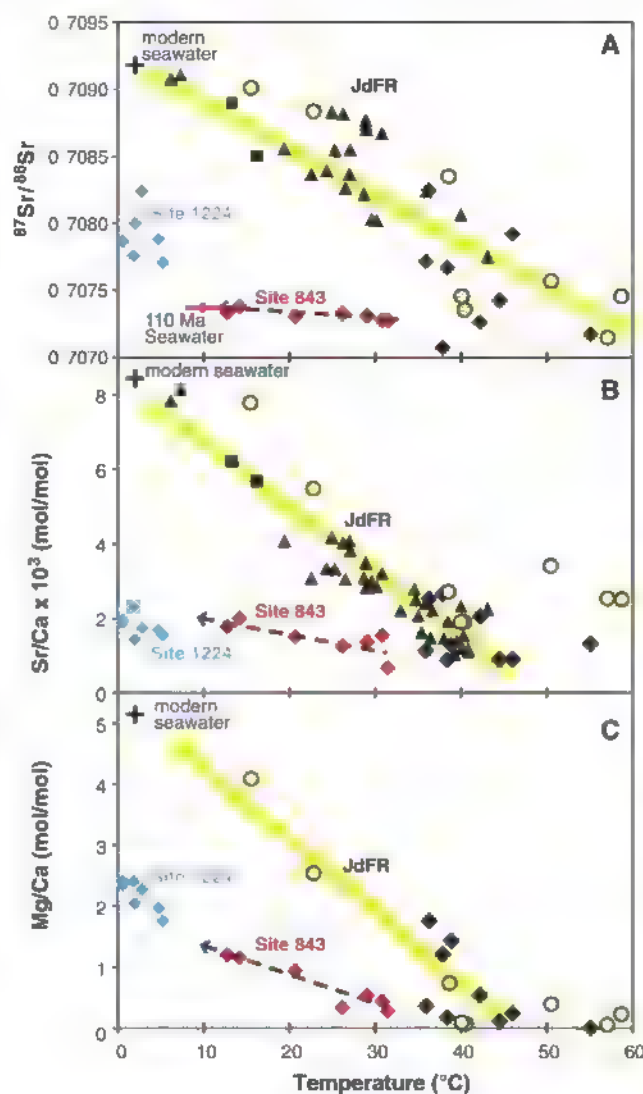 0 7095
modern
seawater
A
0 7090
JdFR
0 7085
87Sr/86Sr
0 7080
Site 1224
0 7075
Site 843
110 Ma
Seawater
0 7070
modern seawater
B
8
6
JdFR
4
Sr/Ca x 10³ (mol/mol)
2
Site 843
Site 1224
0
modern
seawater
C
5
4
JdFR
3
Mg/Ca (mol/mol)
2
Site 843
1
0
0 10 20 30 40 50 60
Temperature (°C)